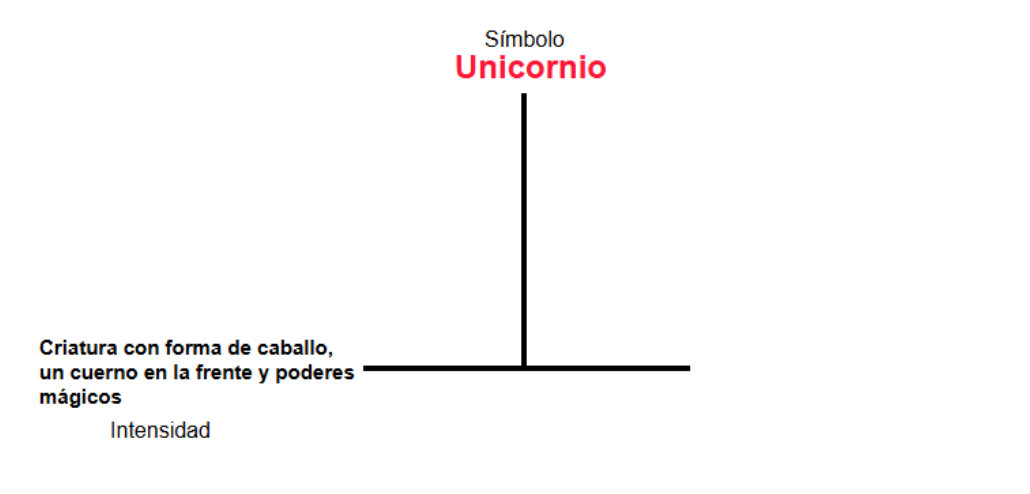 Símbolo
Unicornio
Criatura con forma de caballo,
un cuerno en la frente y poderes
mágicos
Intensidad